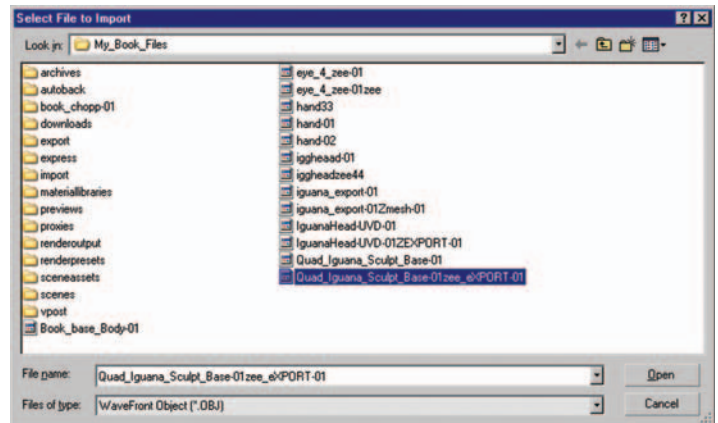 Select File to Import
Look in: My_Book_Files
archives
autoback
book_chopp-01
downloads
export
express
import
materiallibraries
previews
proxies
renderoutput
renderpresets
sceneassets
scenes
vpost
Book_base_Body-01
eye_4_zee-01
eye_4_zee-01zee
hand33
hand-01
hand-02
iggheaad-01
iggheadzee44
iguana_export-01
iguana_export-01Zmesh-01
IguanaHead-UVD-01
IguanaHead-UVD-01ZEXPORT-01
Quad_Iguana_Sculpt_Base-01
Quad_Iguana_Sculpt_Base-01zee_eXPORT-01
File name: Quad_Iguana_Sculpt_Base-01zee_eXPORT-01 Open
Files of type: WaveFront Object (*.OBJ) Cancel